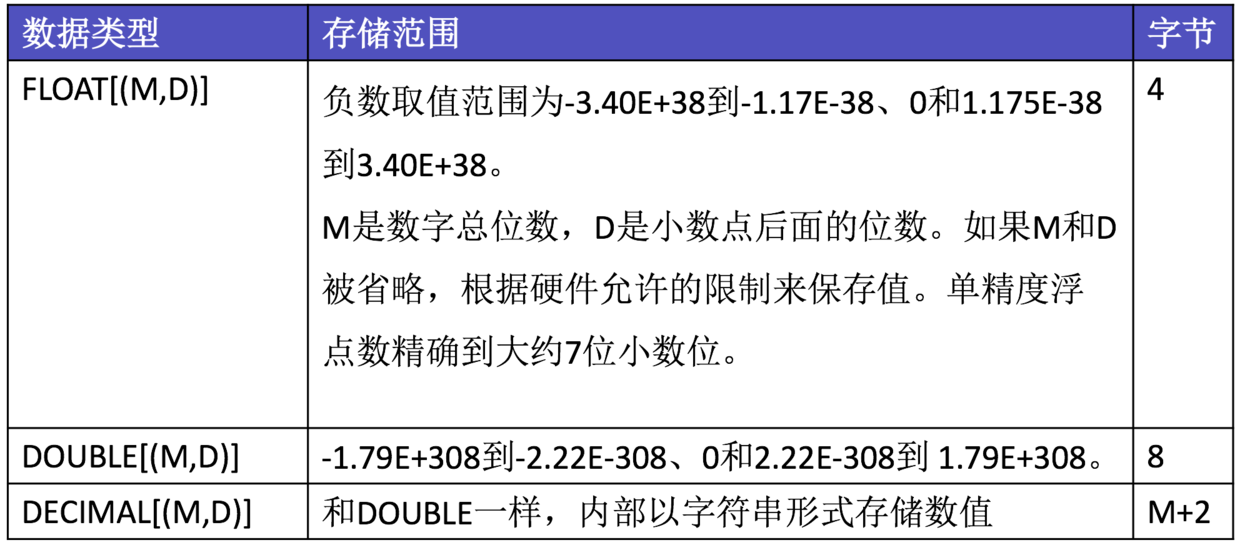 数据类型 存储范围 字节
FLOAT[(M,D)] 负数取值范围为-3.40E+38到-1.17E-38、0和1.175E-38 4
到3.40E+38。
M是数字总位数，D是小数点后面的位数。如果M和D
被省略，根据硬件允许的限制来保存值。单精度浮
点数精确到大约7位小数位。
DOUBLE[(M,D)] -1.79E+308到-2.22E-308、0和2.22E-308到 1.79E+308。 8
DECIMAL[(M,D)] 和DOUBLE一样，内部以字符串形式存储数值 M+2